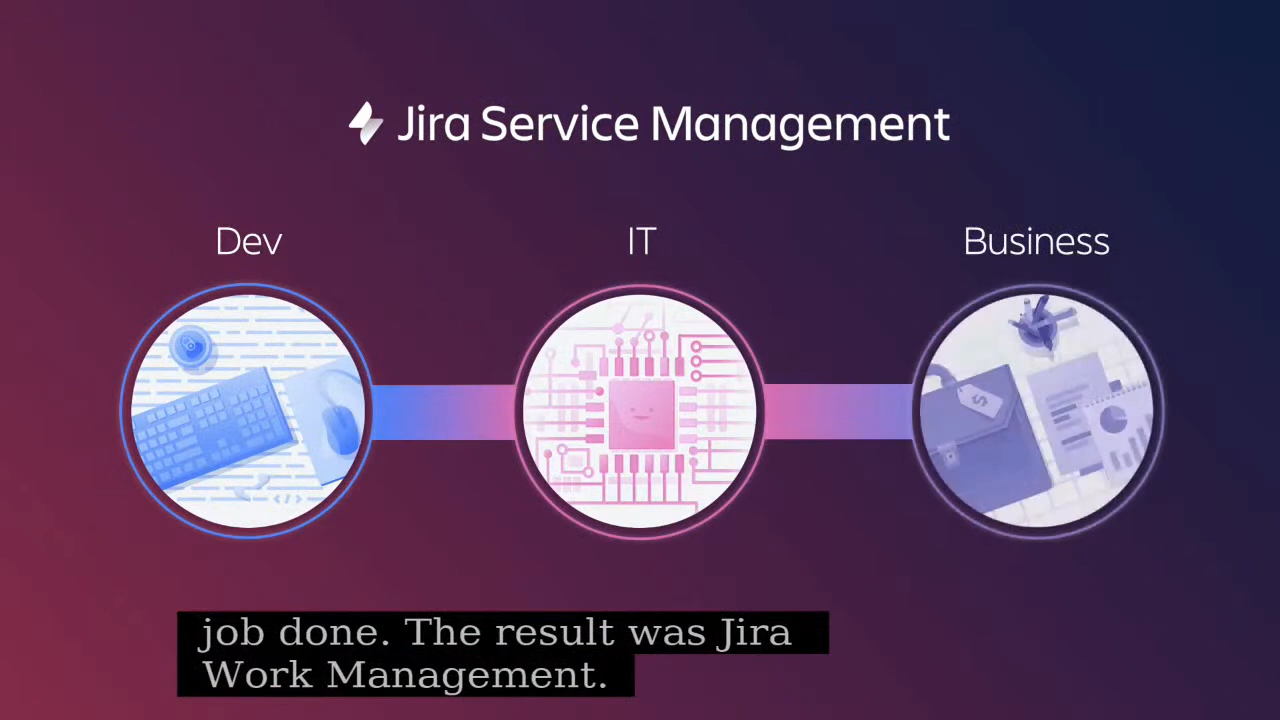 Jira Service Management
Dev
IT
Business
$
</>
job done. The result was Jira
Work Management.